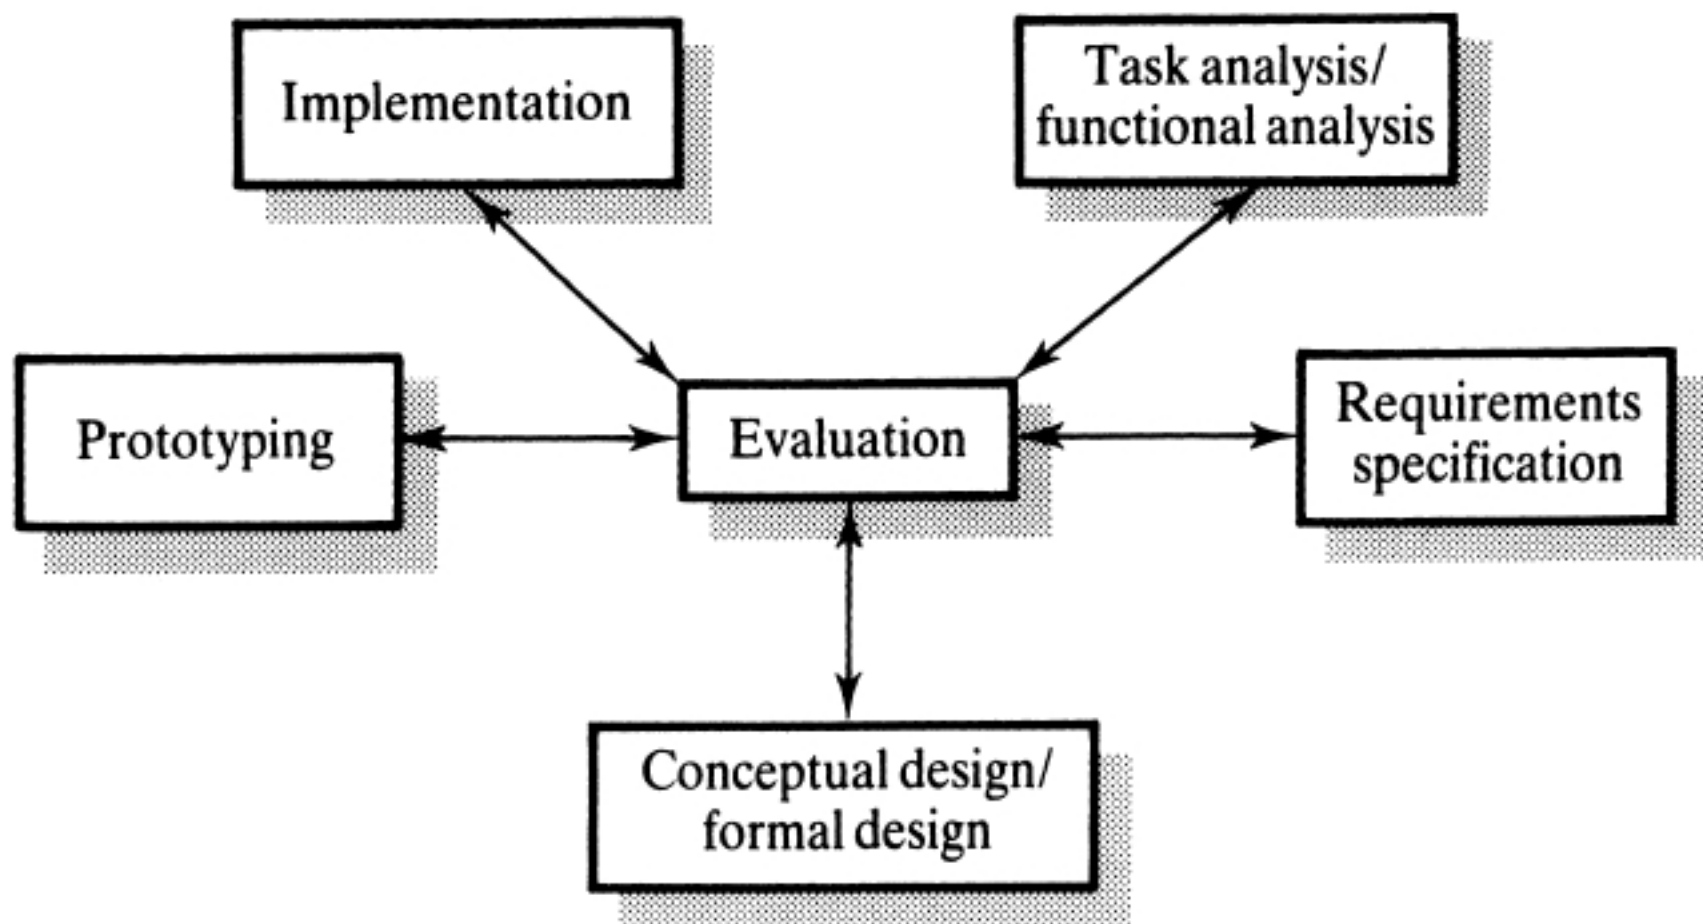 Implementation
Task analysis/
functional analysis
Prototyping
Evaluation
Requirements
specification
Conceptual design/
formal design